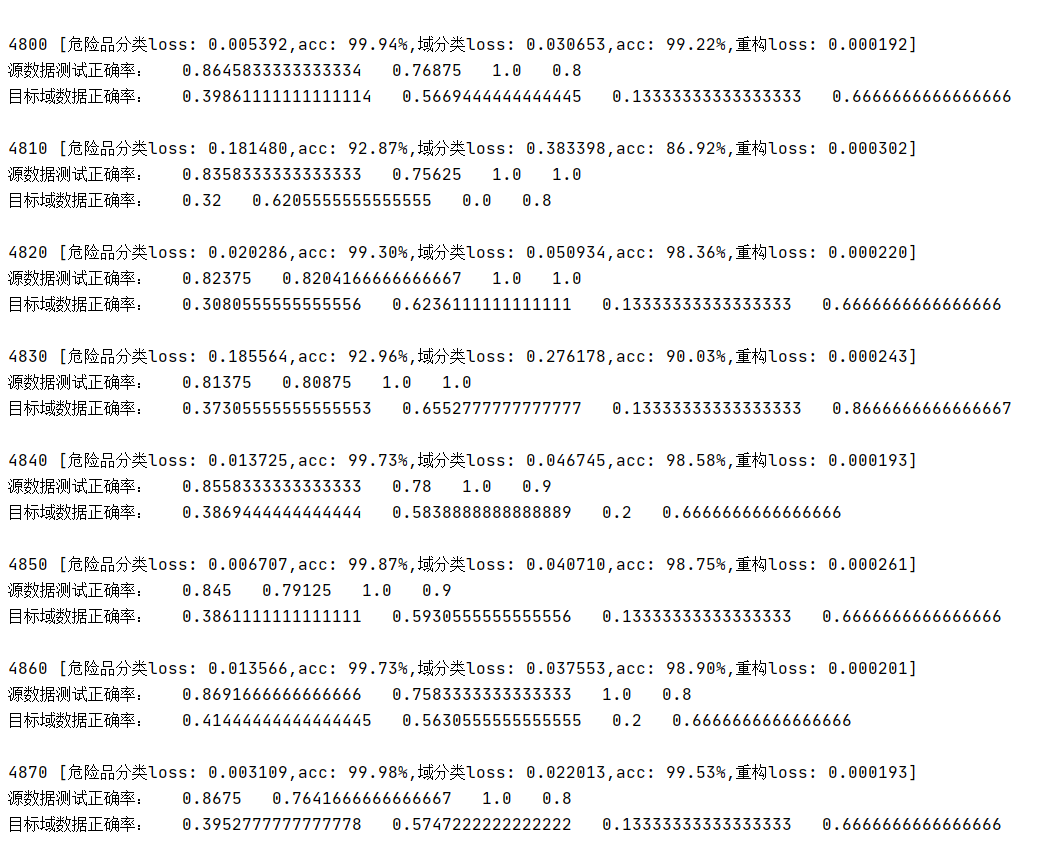 4800 [危险品分类loss: 0.005392,acc: 99.94%,域分类loss: 0.030653,acc: 99.22%,重构loss: 0.000192]
源数据测试正确率: 0.8645833333333334 0.76875 1.0 0.8
目标域数据正确率: 0.39861111111111114 0.5669444444444445 0.13333333333333333 0.6666666666666666
4810 [危险品分类loss: 0.181480,acc: 92.87%,域分类loss: 0.383398,acc: 86.92%,重构loss: 0.000302]
源数据测试正确率: 0.8358333333333333 0.75625 1.0 1.0
目标域数据正确率: 0.32 0.6205555555555555 0.0 0.8
4820 [危险品分类loss: 0.020286,acc: 99.30%,域分类loss: 0.050934,acc: 98.36%,重构loss: 0.000220]
源数据测试正确率: 0.82375 0.8204166666666667 1.0 1.0
目标域数据正确率: 0.3080555555555556 0.6236111111111111 0.13333333333333333 0.6666666666666666
4830 [危险品分类loss: 0.185564,acc: 92.96%,域分类loss: 0.276178,acc: 90.03%,重构loss: 0.000243]
源数据测试正确率: 0.81375 0.80875 1.0 1.0
目标域数据正确率: 0.37305555555555553 0.6552777777777777 0.13333333333333333 0.8666666666666667
4840 [危险品分类loss: 0.013725,acc: 99.73%,域分类loss: 0.046745,acc: 98.58%,重构loss: 0.000193]
源数据测试正确率: 0.8558333333333333 0.78 1.0 0.9
目标域数据正确率: 0.3869444444444444 0.5838888888888889 0.2 0.6666666666666666
4850 [危险品分类loss: 0.006707,acc: 99.87%,域分类loss: 0.040710,acc: 98.75%,重构loss: 0.000261]
源数据测试正确率: 0.845 0.79125 1.0 0.9
目标域数据正确率: 0.3861111111111111 0.5930555555555556 0.13333333333333333 0.6666666666666666
4860 [危险品分类loss: 0.013566,acc: 99.73%,域分类loss: 0.037553,acc: 98.90%,重构loss: 0.000201]
源数据测试正确率: 0.8691666666666666 0.7583333333333333 1.0 0.8
目标域数据正确率: 0.41444444444444445 0.5630555555555555 0.2 0.6666666666666666
4870 [危险品分类loss: 0.003109,acc: 99.98%,域分类loss: 0.022013,acc: 99.53%,重构loss: 0.000193]
源数据测试正确率: 0.8675 0.7641666666666667 1.0 0.8
目标域数据正确率: 0.3952777777777778 0.5747222222222222 0.13333333333333333 0.6666666666666666